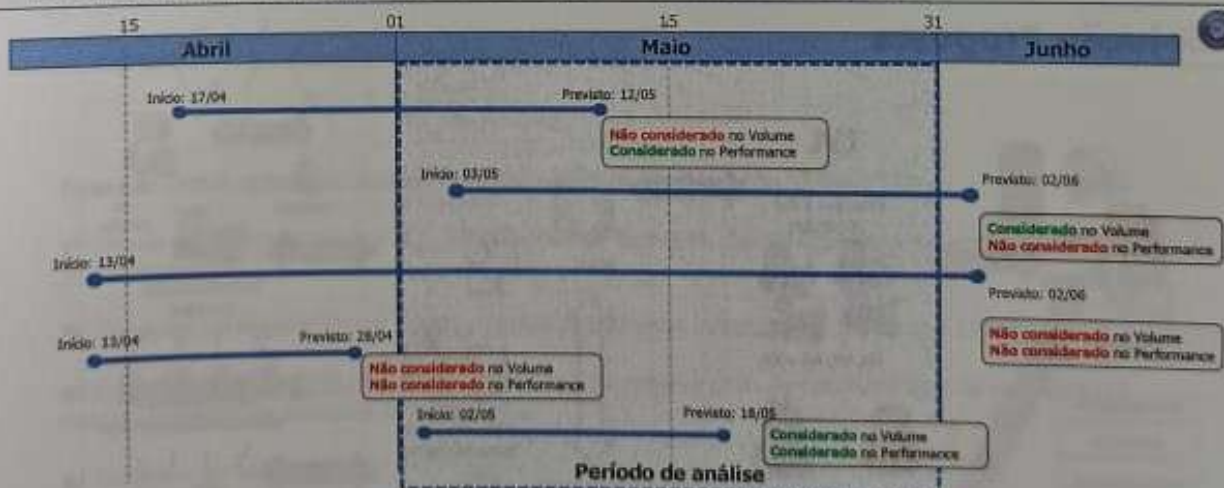 15 01 15 31
Abril Maio Junho
Início: 17/04 Previsto: 12/05
Não considerado no Volume
Considerado no Performance
Início: 03/05 Previsto: 02/06
Considerado no Volume
Não considerado no Performance
Início: 13/04
Previsto: 02/06
Início: 13/04 Previsto: 28/04
Não considerado no Volume
Não considerado no Performance
Não considerado no Volume
Não considerado no Performance
Início: 02/05 Previsto: 18/05
Considerado no Volume
Considerado no Performance
Período de análise